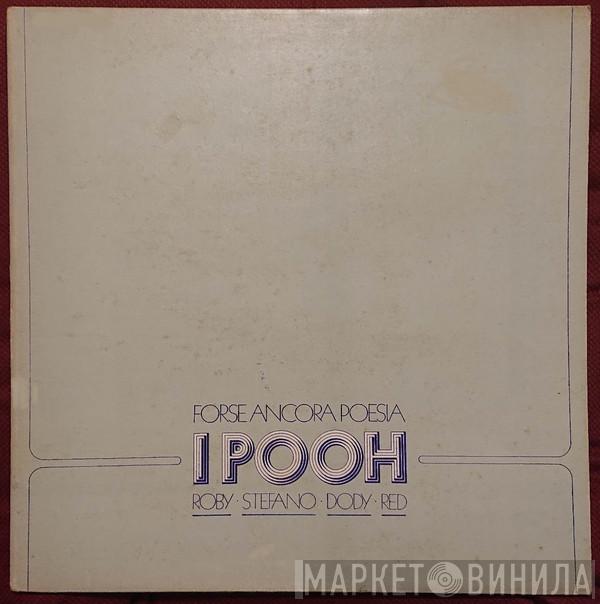 FORSE ANCORA POESIA
I POOH
ROBY · STEFANO · DODY · RED
МАРКЕТ ВИНИЛА